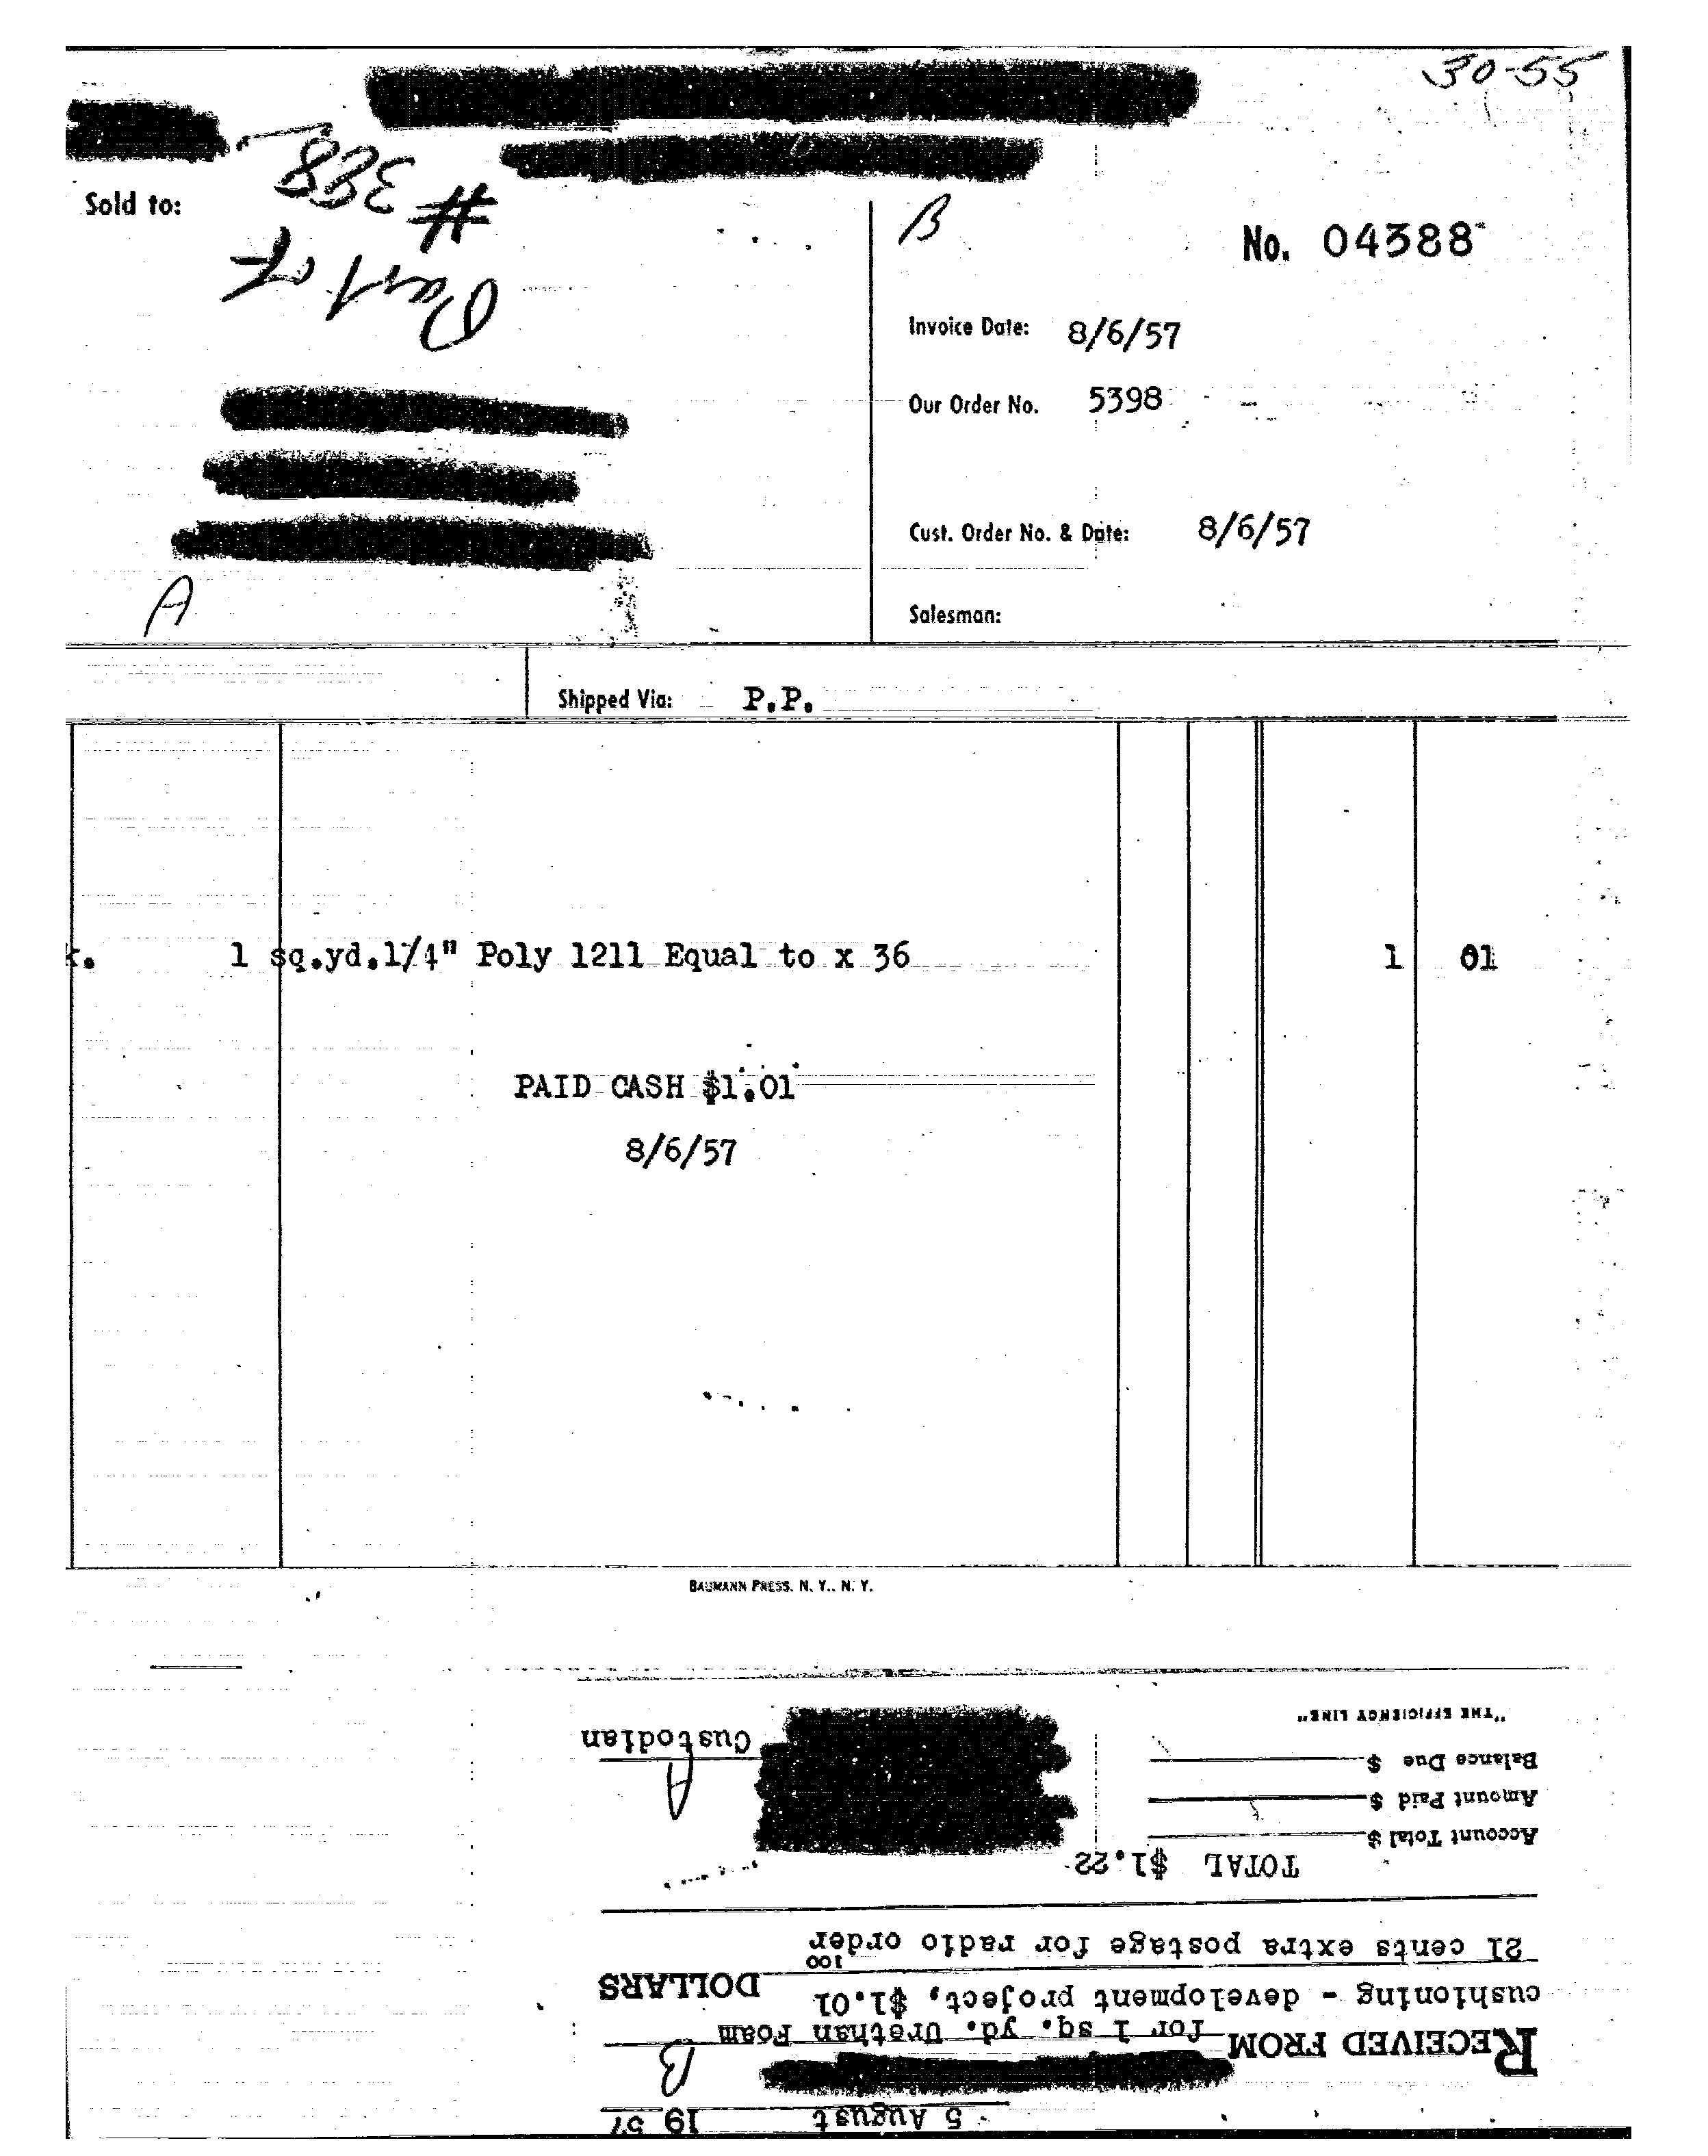 30-55
Part of
# 388
Sold to:
B
No. 04388
Invoice Date: 8/6/57
Our Order No. 5398
Cust. Order No. & Date: 8/6/57
A
Salesman:
Shipped Via: P.P.
1 sq.yd.1/4" Poly 1211 Equal to x 36 1 01
PAID CASH $1.01
8/6/57
BAUMANN PRESS. N. Y.. N. Y.
5 August 19 57
B
RECEIVED FROM
for 1 sq. yd. Urethan Foam
cushioning - development project, $1.01
100 DOLLARS
21 cents extra postage for radio order
TOTAL $1.22
Account Total $
Amount Paid $
A
Balance Due $
Custodian
"THE EFFICIENCY LINE"